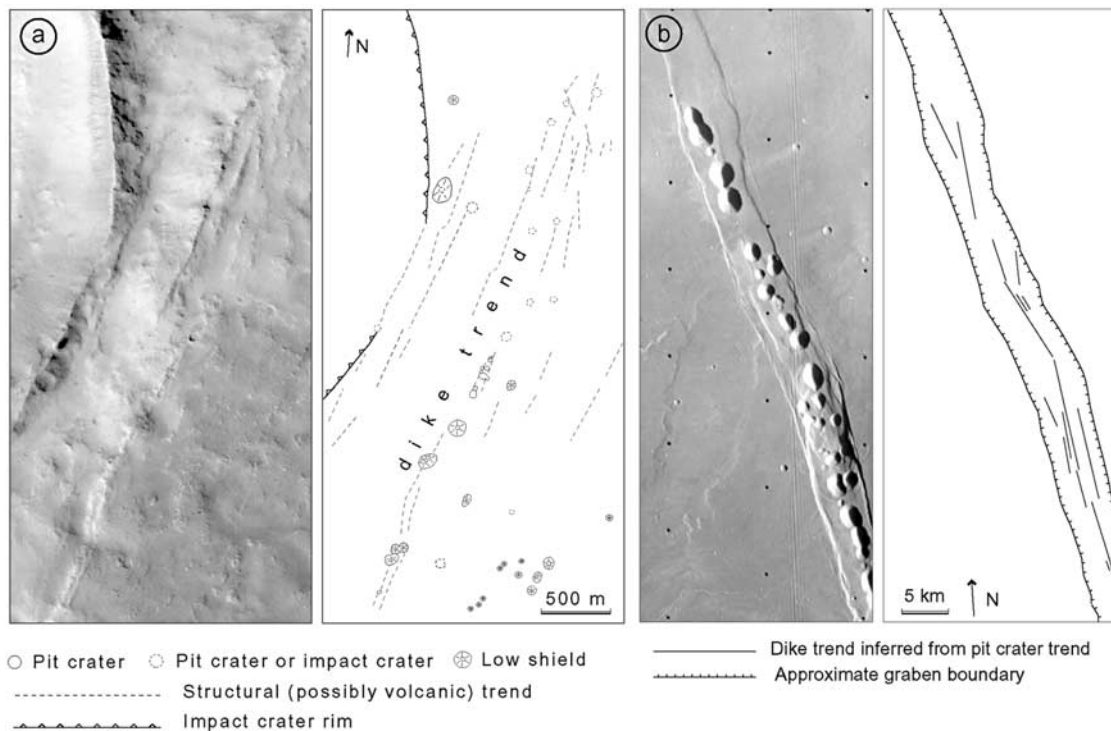 a
N
dike trend
500 m
b
5 km
N
Pit crater
Pit crater or impact crater
Low shield
Structural (possibly volcanic) trend
Impact crater rim
Dike trend inferred from pit crater trend
Approximate graben boundary